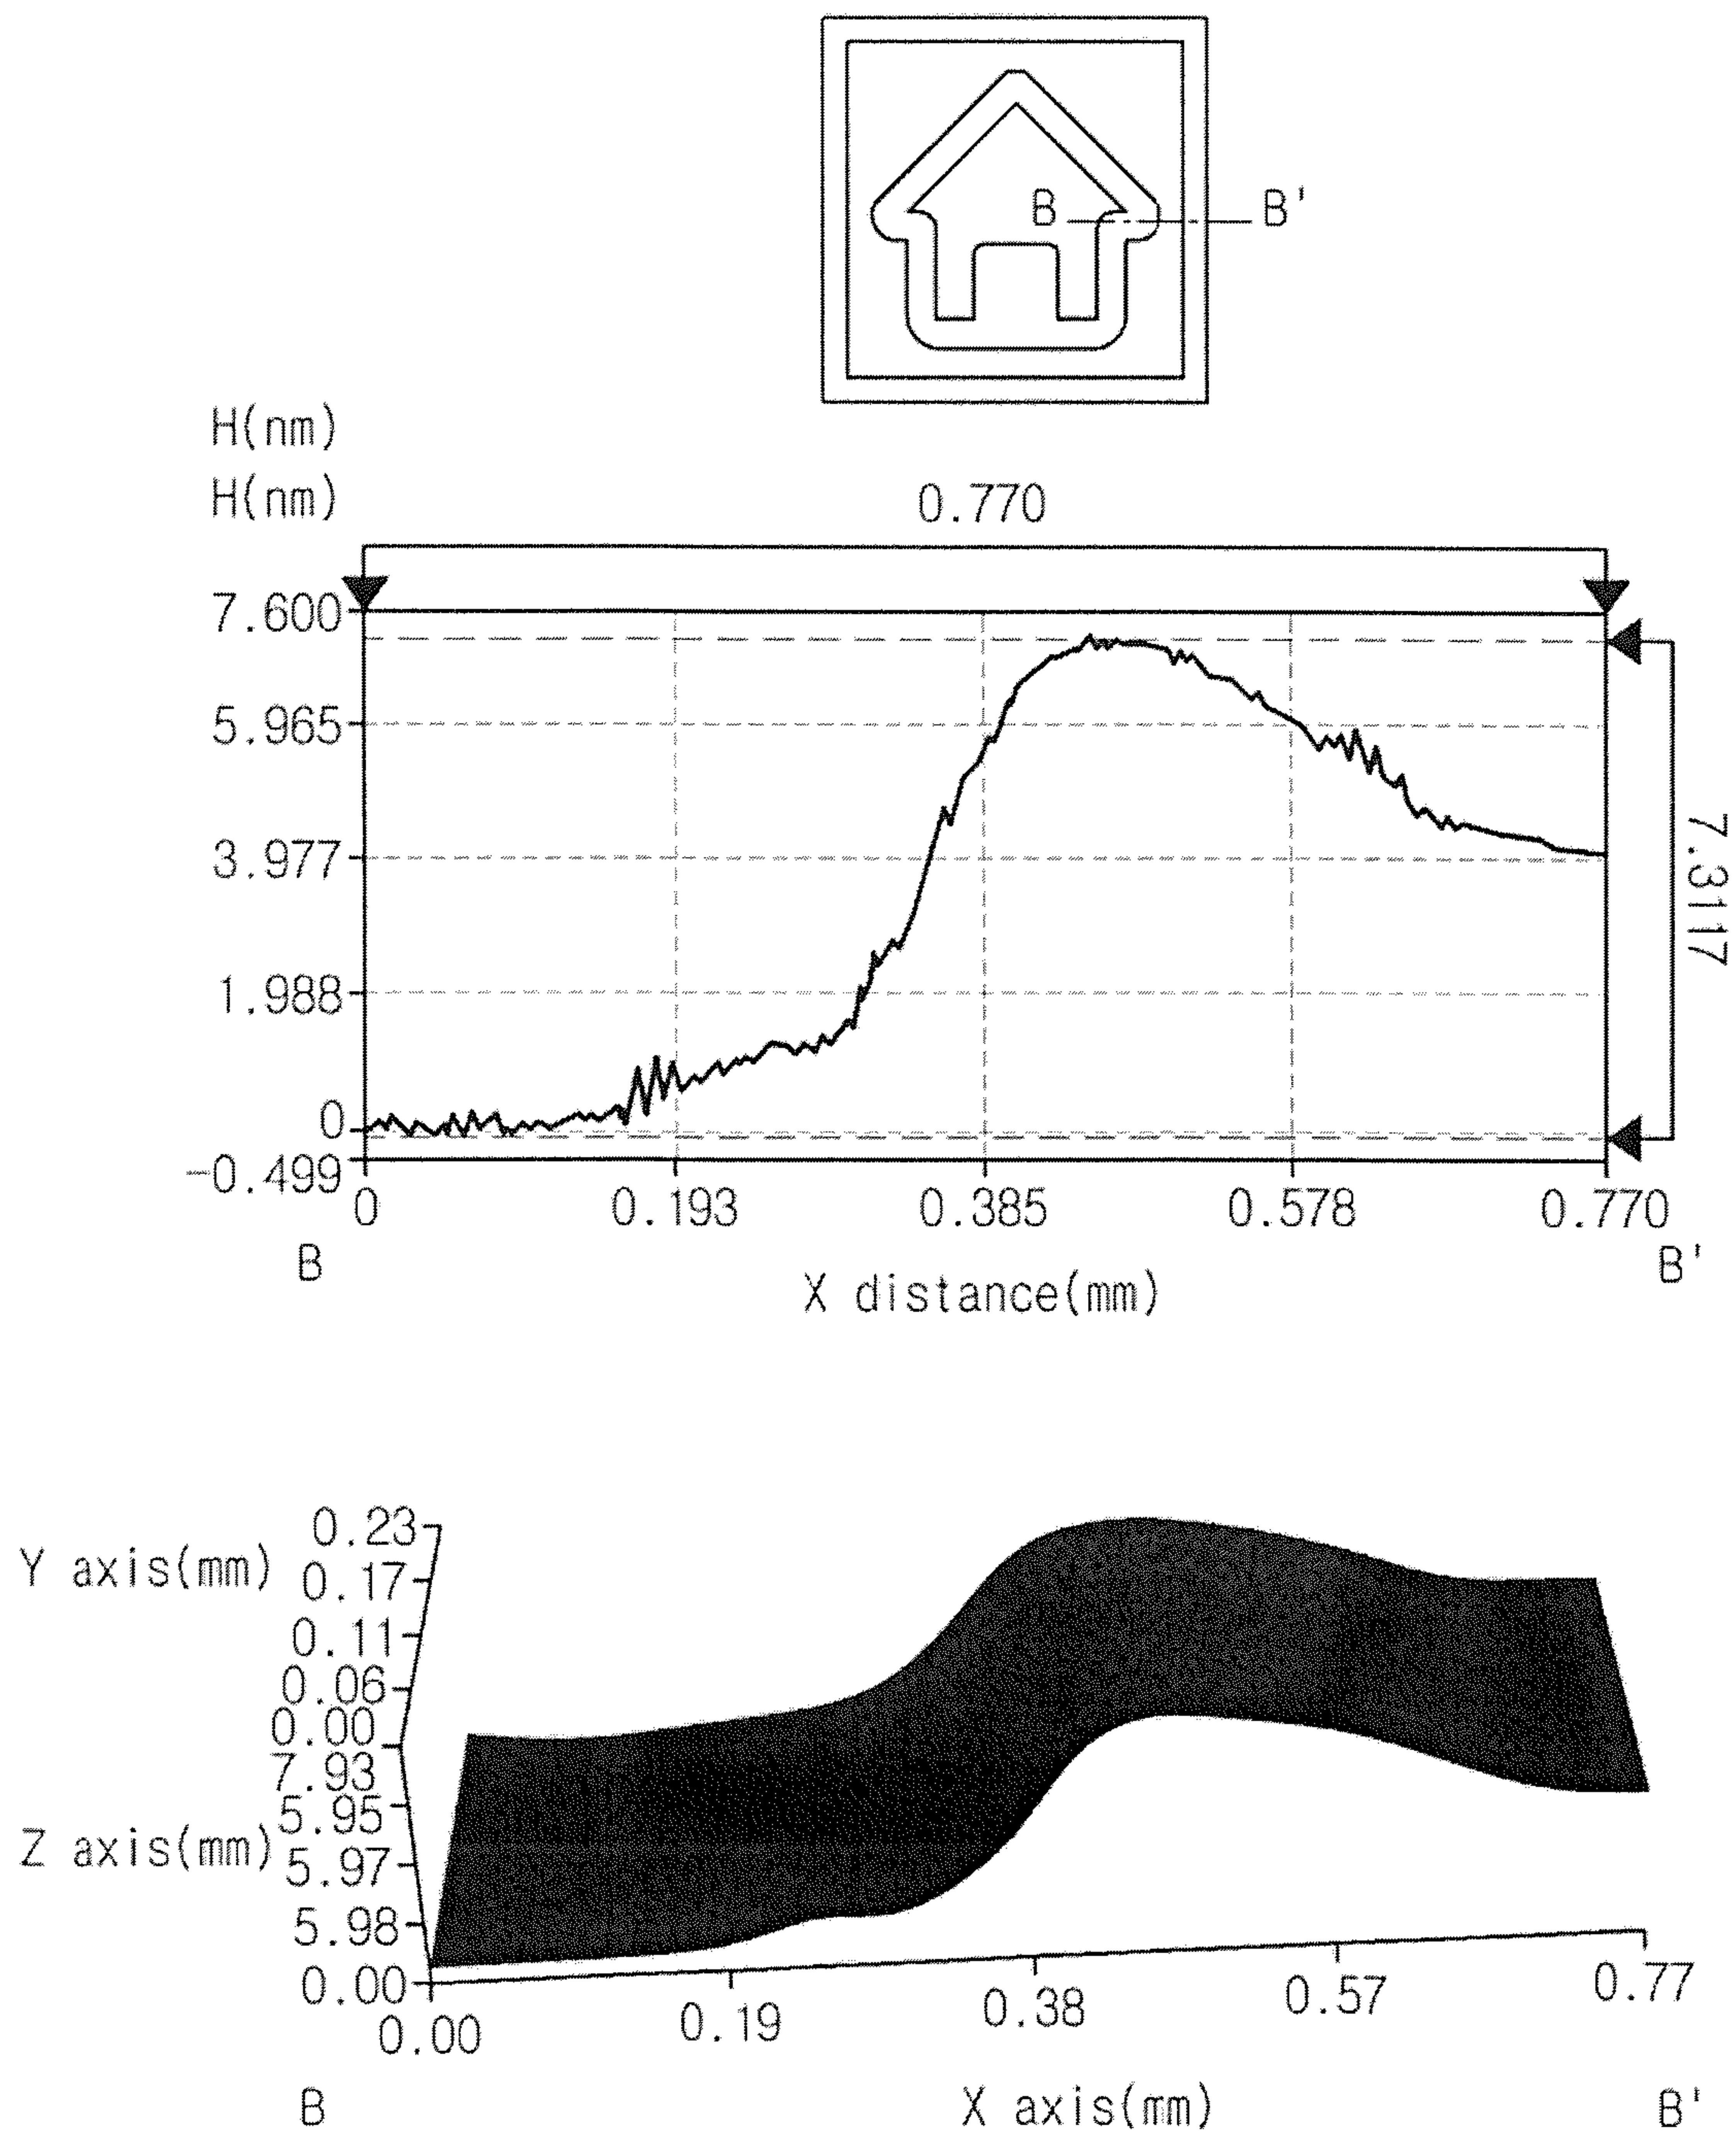 B B'
H(nm)
H(nm)
0.770
7.600
5.965
3.977
1.988
0
-0.499
7.3117
0 0.193 0.385 0.578 0.770
B B'
X distance(mm)
Y axis(mm)
0.23
0.17
0.11
0.06
0.00
Z axis(mm)
7.93
5.95
5.97
5.98
0.00
0.00 0.19 0.38 0.57 0.77
B X axis(mm) B'